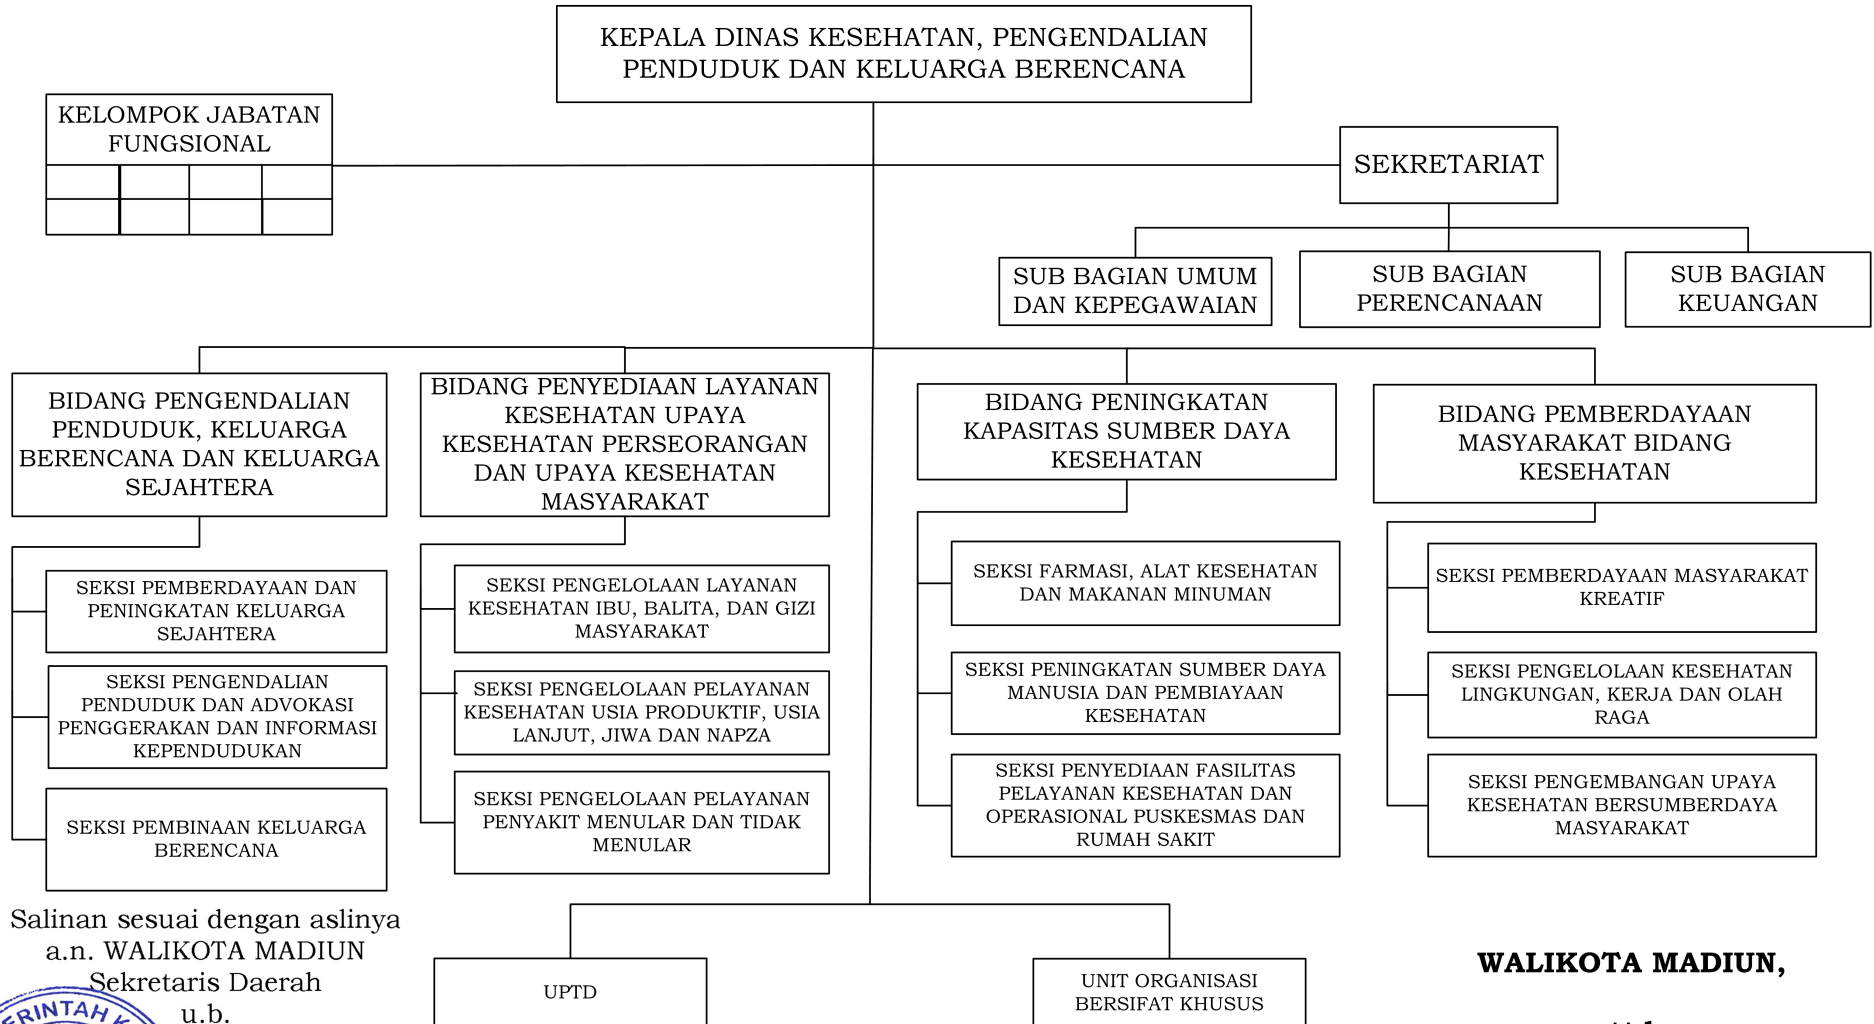 KEPALA DINAS KESEHATAN, PENGENDALIAN
PENDUDUK DAN KELUARGA BERENCANA
KELOMPOK JABATAN
FUNGSIONAL
SEKRETARIAT
SUB BAGIAN UMUM
DAN KEPEGAWAIAN
SUB BAGIAN
PERENCANAAN
SUB BAGIAN
KEUANGAN
BIDANG PENGENDALIAN
PENDUDUK, KELUARGA
BERENCANA DAN KELUARGA
SEJAHTERA
BIDANG PENYEDIAAN LAYANAN
KESEHATAN UPAYA
KESEHATAN PERSEORANGAN
DAN UPAYA KESEHATAN
MASYARAKAT
BIDANG PENINGKATAN
KAPASITAS SUMBER DAYA
KESEHATAN
BIDANG PEMBERDAYAAN
MASYARAKAT BIDANG
KESEHATAN
SEKSI PEMBERDAYAAN DAN
PENINGKATAN KELUARGA
SEJAHTERA
SEKSI PENGENDALIAN
PENDUDUK DAN ADVOKASI
PENGGERAKAN DAN INFORMASI
KEPENDUDUKAN
SEKSI PEMBINAAN KELUARGA
BERENCANA
SEKSI PENGELOLAAN LAYANAN
KESEHATAN IBU, BALITA, DAN GIZI
MASYARAKAT
SEKSI PENGELOLAAN PELAYANAN
KESEHATAN USIA PRODUKTIF, USIA
LANJUT, JIWA DAN NAPZA
SEKSI PENGELOLAAN PELAYANAN
PENYAKIT MENULAR DAN TIDAK
MENULAR
SEKSI FARMASI, ALAT KESEHATAN
DAN MAKANAN MINUMAN
SEKSI PENINGKATAN SUMBER DAYA
MANUSIA DAN PEMBIAYAAN
KESEHATAN
SEKSI PENYEDIAAN FASILITAS
PELAYANAN KESEHATAN DAN
OPERASIONAL PUSKESMAS DAN
RUMAH SAKIT
SEKSI PEMBERDAYAAN MASYARAKAT
KREATIF
SEKSI PENGELOLAAN KESEHATAN
LINGKUNGAN, KERJA DAN OLAH
RAGA
SEKSI PENGEMBANGAN UPAYA
KESEHATAN BERSUMBERDAYA
MASYARAKAT
UPTD
UNIT ORGANISASI
BERSIFAT KHUSUS
Salinan sesuai dengan aslinya
a.n. WALIKOTA MADIUN
Sekretaris Daerah
u.b.
WALIKOTA MADIUN,